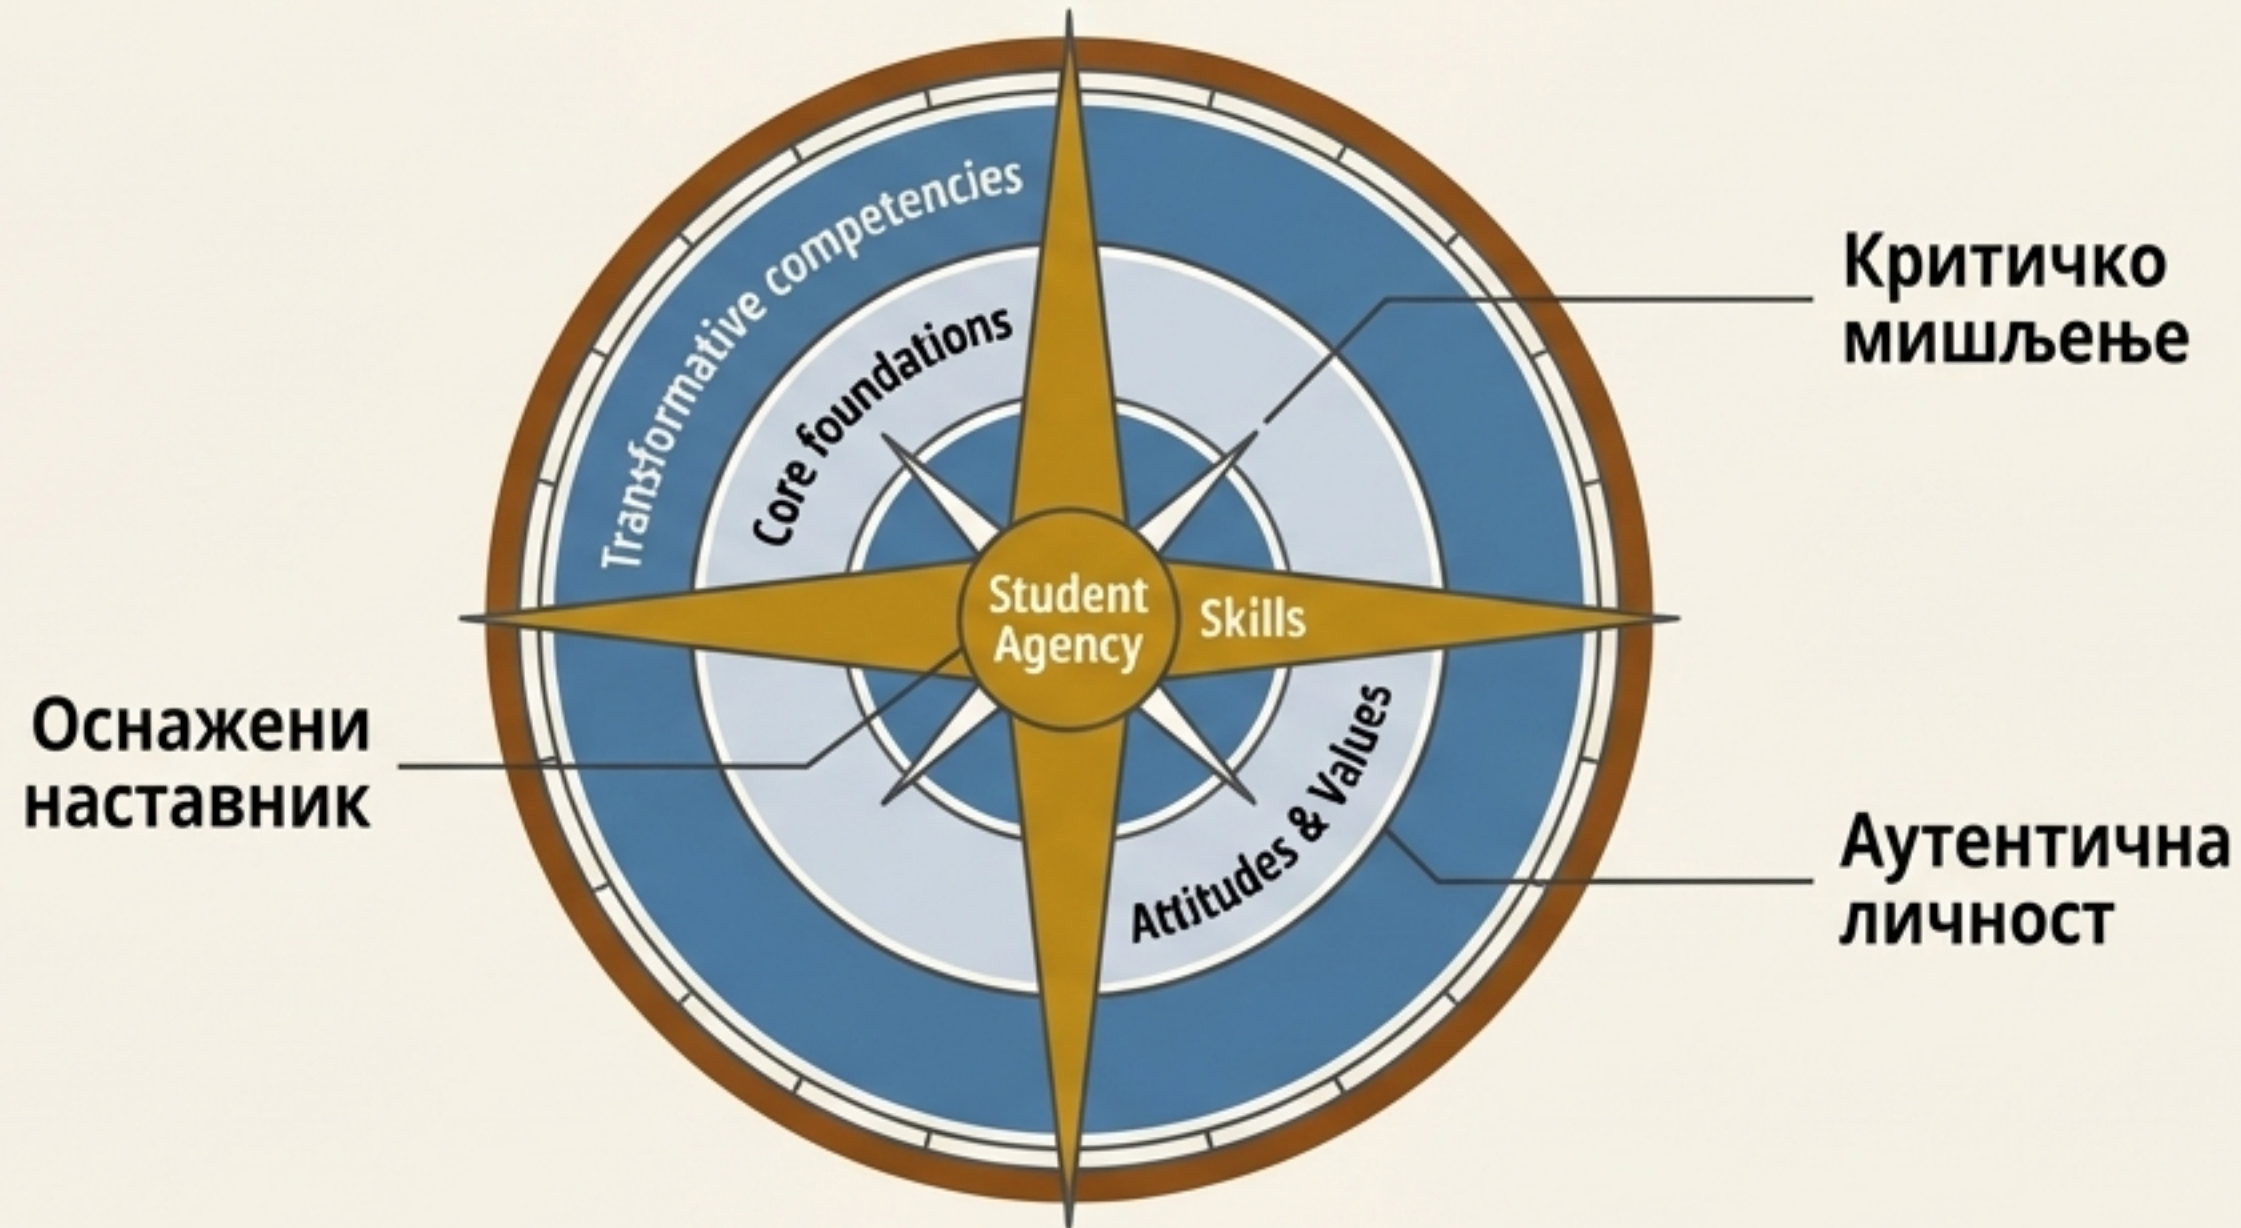 Transformative competencies
Core foundations
Student
Agency
Skills
Attitudes & Values
Критичко
мишљење
Оснажени
наставник
Аутентична
личност